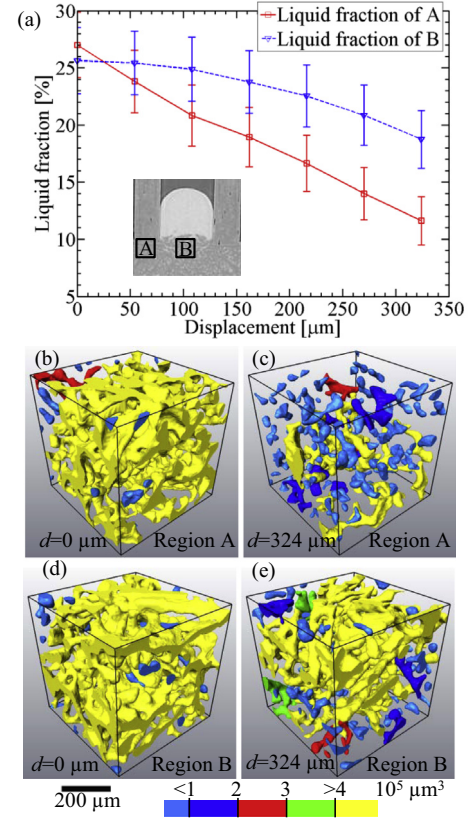 (a)
Liquid fraction of A
Liquid fraction of B
Liquid fraction [%]
30
25
20
15
10
5
A B
0 50 100 150 200 250 300 350
Displacement [μm]
(b) (c)
d=0 μm Region A d=324 μm Region A
(d) (e)
d=0 μm Region B d=324 μm Region B
200 μm
<1 2 3 >4 10⁵ μm³